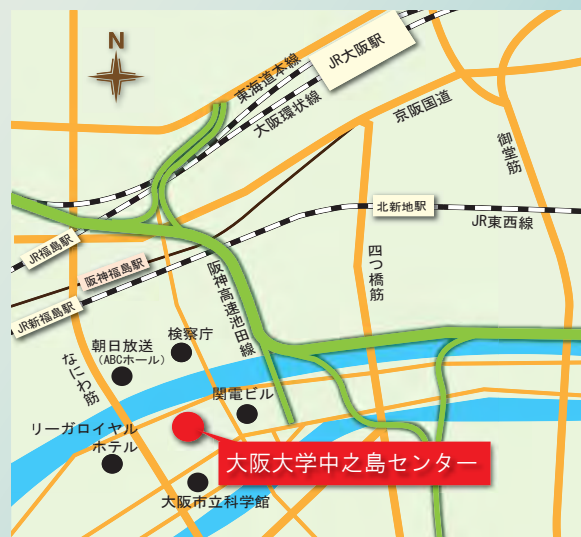 N
JR大阪駅
東海道本線
大阪環状線
京阪国道
御堂筋
北新地駅
JR東西線
JR福島駅
阪神福島駅
JR新福島駅
阪神高速池田線
四つ橋筋
なにわ筋
検察庁
朝日放送
(ABCホール)
関電ビル
リーガロイヤル
ホテル
大阪大学中之島センター
大阪市立科学館